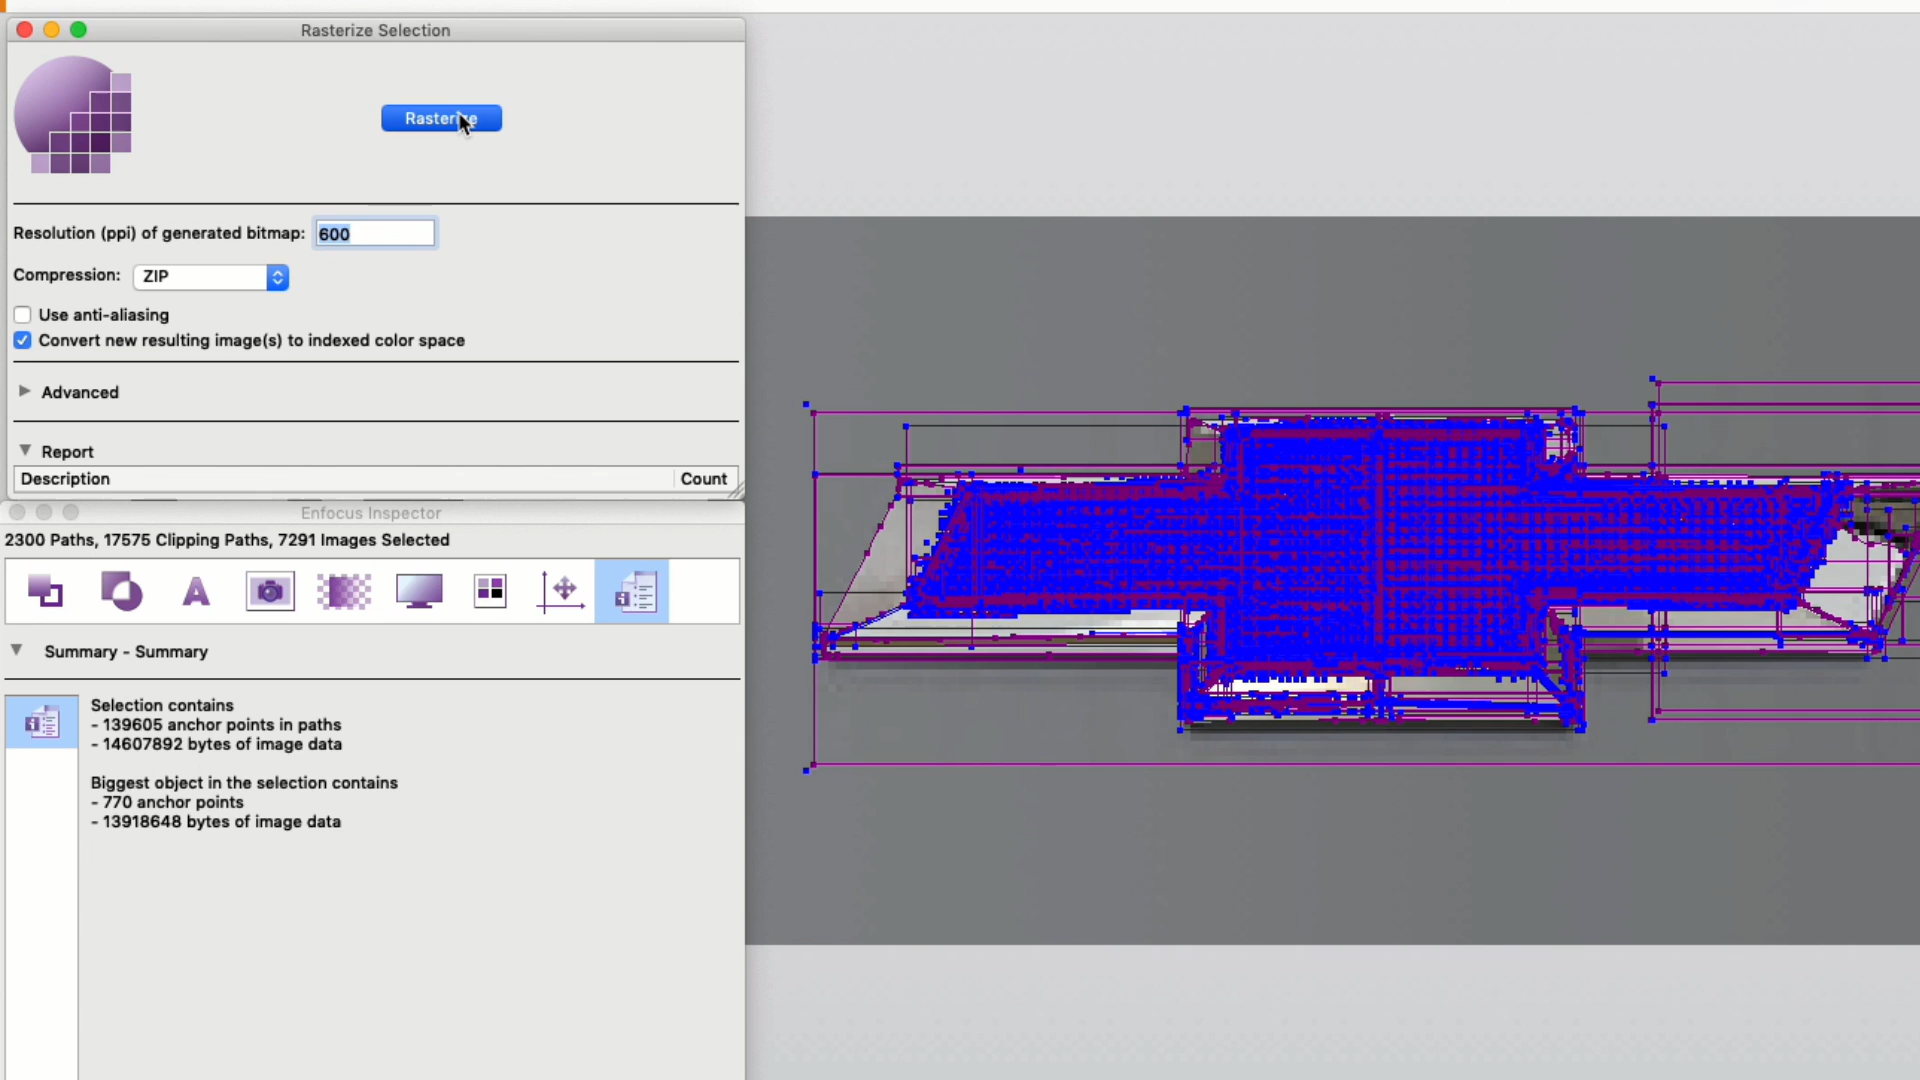 Rasterize Selection
Rasterize
Resolution (ppi) of generated bitmap: 600
Compression: ZIP
Use anti-aliasing
Convert new resulting image(s) to indexed color space
Advanced
Report
Description Count
Enfocus Inspector
2300 Paths, 17575 Clipping Paths, 7291 Images Selected
Summary - Summary
Selection contains
- 139605 anchor points in paths
- 14607892 bytes of image data
Biggest object in the selection contains
- 770 anchor points
- 13918648 bytes of image data